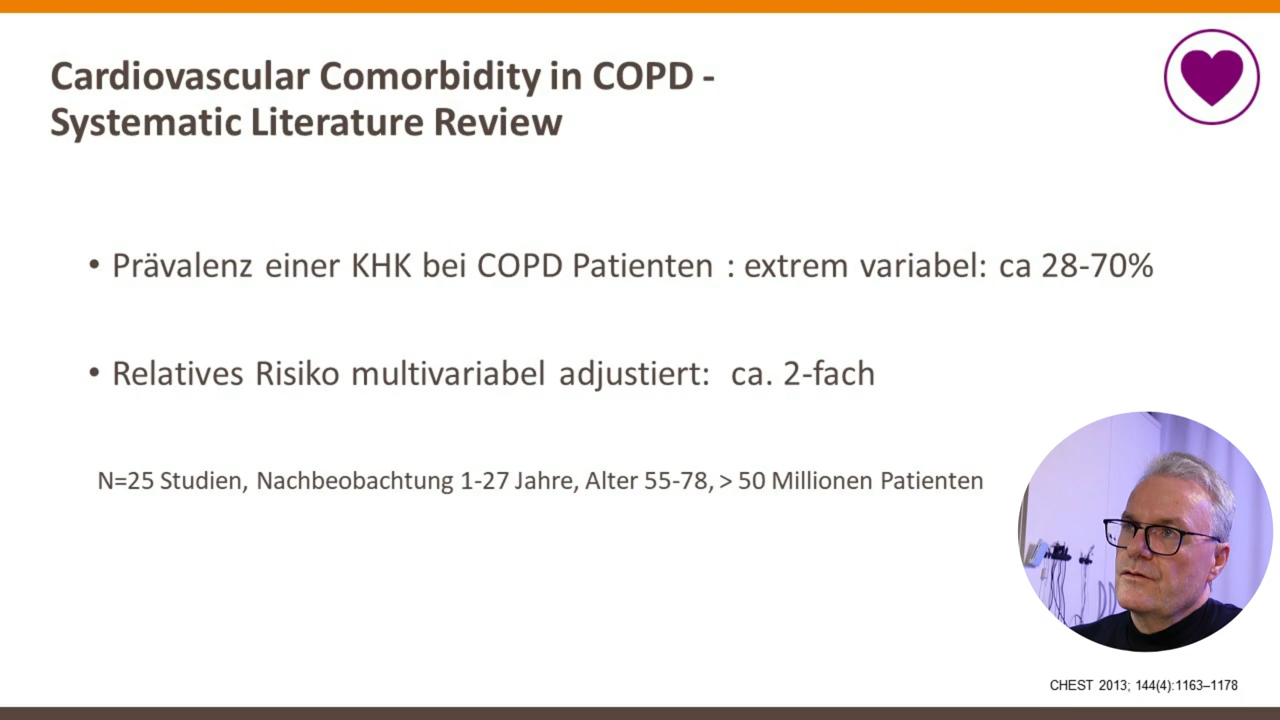 Cardiovascular Comorbidity in COPD -
Systematic Literature Review
• Prävalenz einer KHK bei COPD Patienten : extrem variabel: ca 28-70%
• Relatives Risiko multivariabel adjustiert: ca. 2-fach
N=25 Studien, Nachbeobachtung 1-27 Jahre, Alter 55-78, > 50 Millionen Patienten
CHEST 2013; 144(4):1163–1178